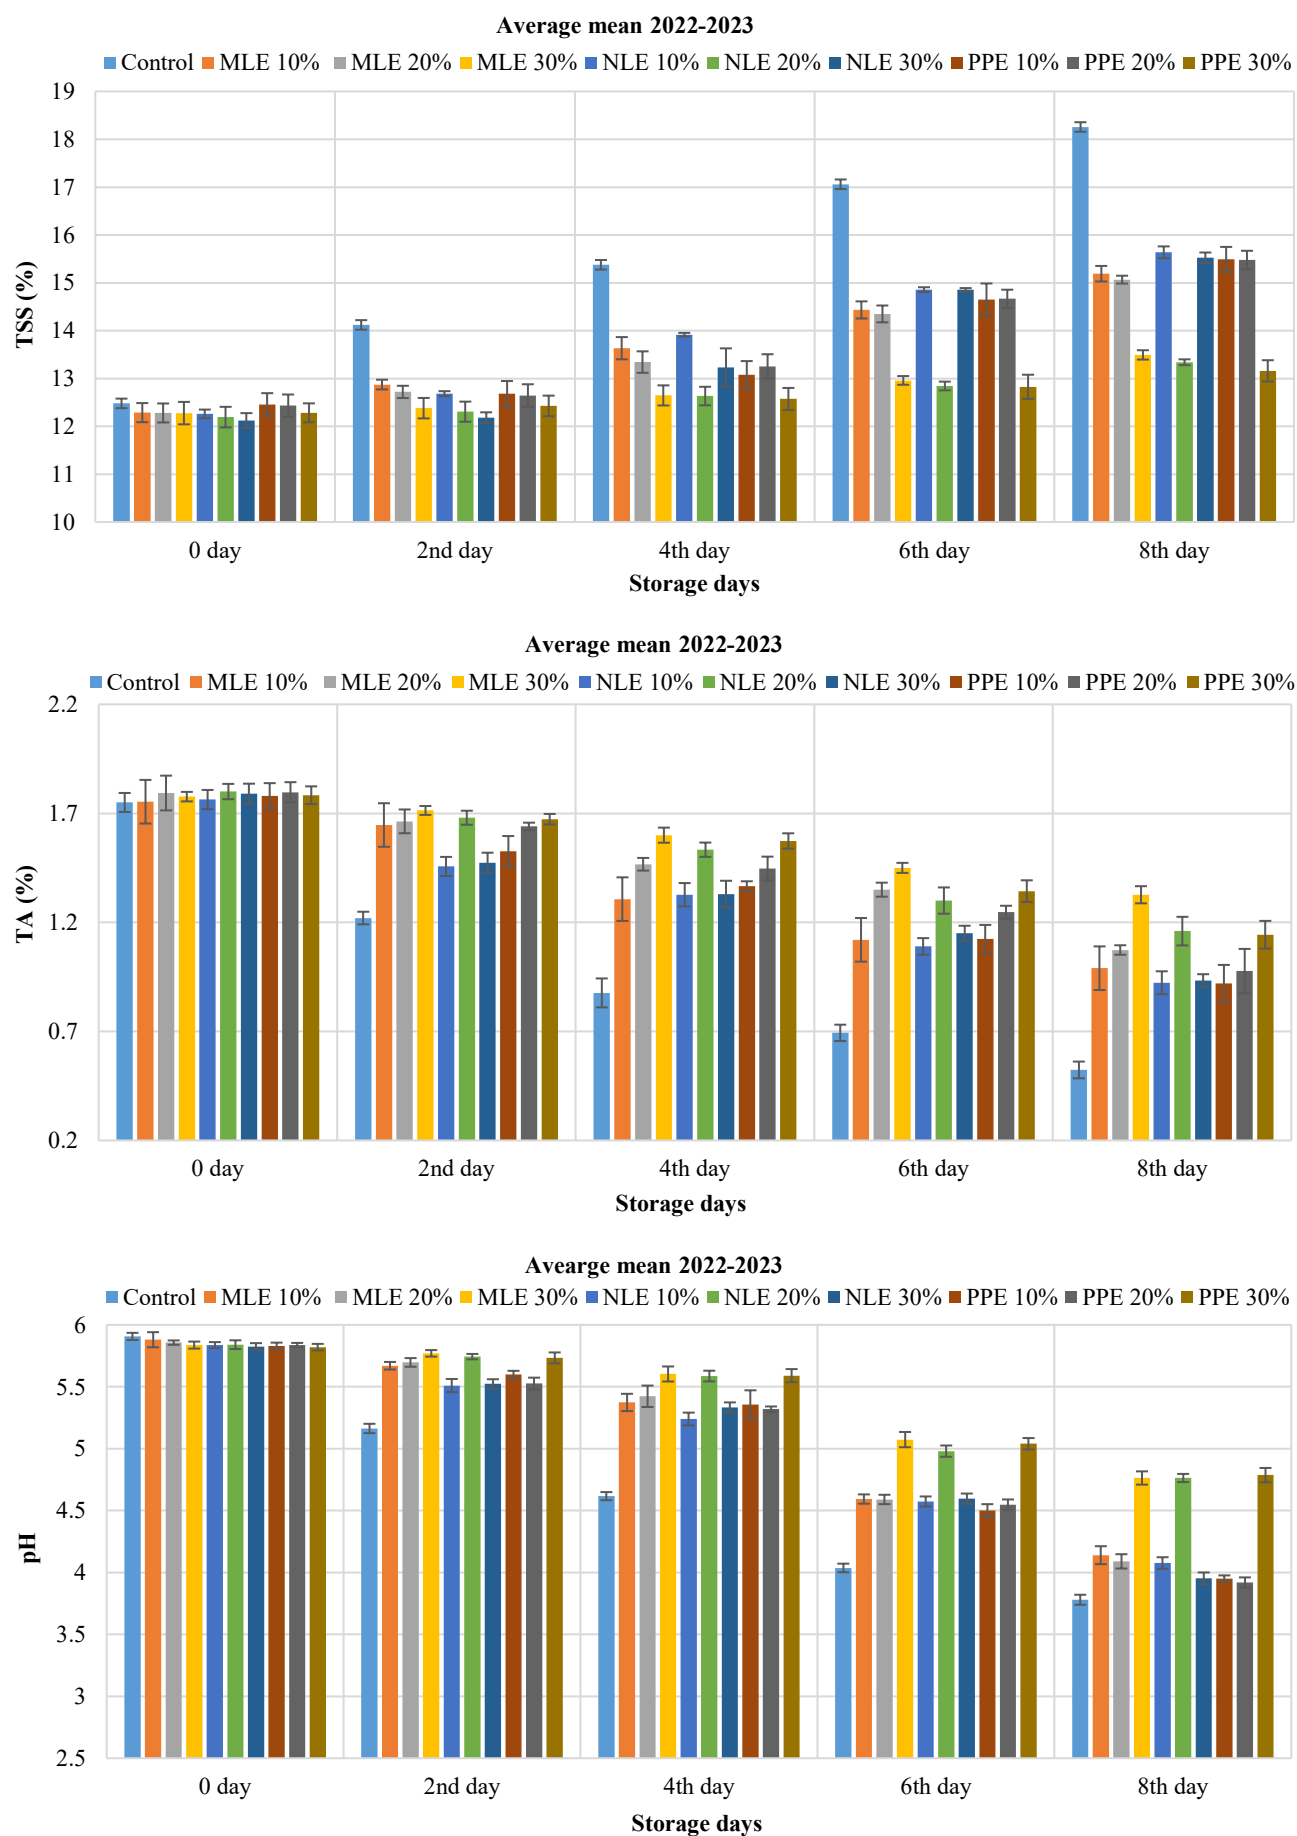 Average mean 2022-2023
Control MLE 10% MLE 20% MLE 30% NLE 10% NLE 20% NLE 30% PPE 10% PPE 20% PPE 30%
19
18
17
16
15
14
13
12
11
10
TSS (%)
0 day 2nd day 4th day 6th day 8th day
Storage days
Average mean 2022-2023
Control MLE 10% MLE 20% MLE 30% NLE 10% NLE 20% NLE 30% PPE 10% PPE 20% PPE 30%
2.2
1.7
1.2
0.7
0.2
TA (%)
0 day 2nd day 4th day 6th day 8th day
Storage days
Avearge mean 2022-2023
Control MLE 10% MLE 20% MLE 30% NLE 10% NLE 20% NLE 30% PPE 10% PPE 20% PPE 30%
6
5.5
5
4.5
4
3.5
3
2.5
pH
0 day 2nd day 4th day 6th day 8th day
Storage days